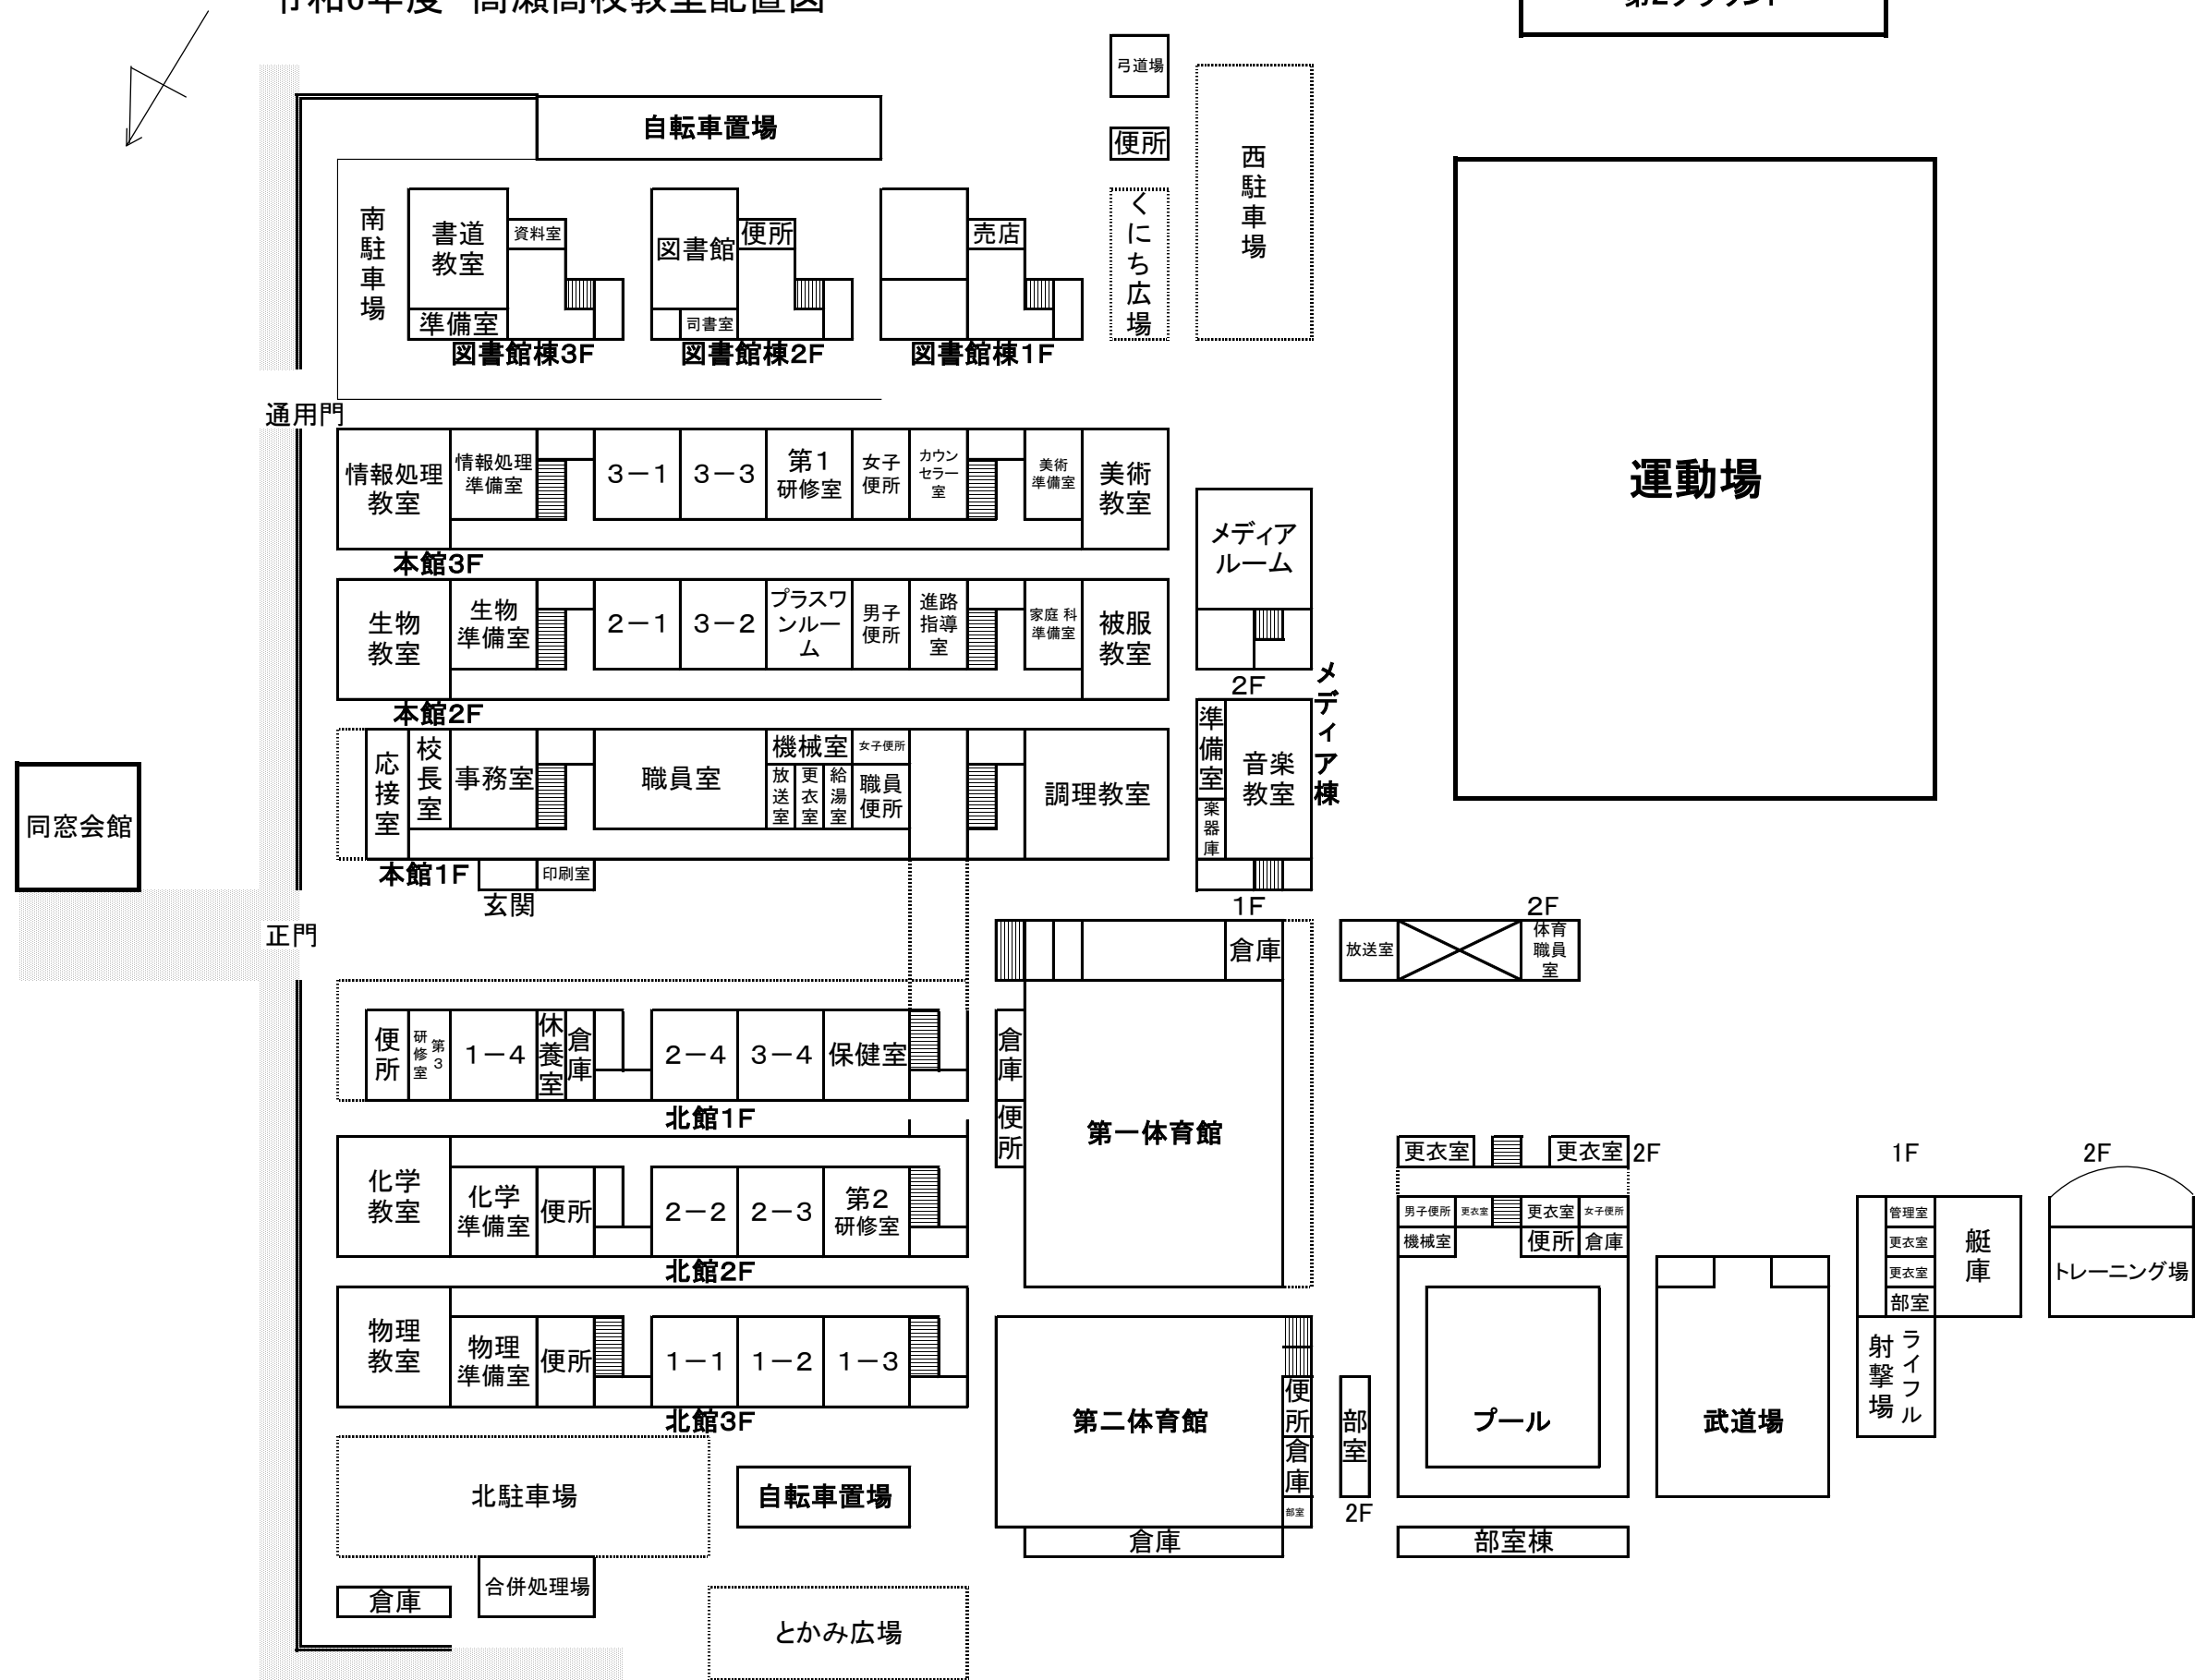 令和6年度 高瀬高校教室配置図
第2グラウンド
弓道場
自転車置場
便所
西駐車場
南駐車場
書道
教室
資料室
準備室
図書館棟3F
図書館
便所
司書室
図書館棟2F
売店
図書館棟1F
くにち広場
運動場
通用門
情報処理
教室
情報処理
準備室
3－1
3－3
第1
研修室
女子
便所
カウン
セラー
室
美術
準備室
美術
教室
本館3F
メディア
ルーム
2F
メディア棟
生物
教室
生物
準備室
2－1
3－2
プラスワ
ンルー
ム
男子
便所
進路
指導
室
家庭 科
準備室
被服
教室
本館2F
準備室
楽器庫
音楽
教室
1F
応接室
校長室
事務室
職員室
機械室
女子便所
放送室
更衣室
給湯室
職員
便所
調理教室
本館1F
印刷室
玄関
同窓会館
正門
倉庫
放送室
2F
体育
職員
室
便所
第3
研修室
1－4
休養室
倉庫
2－4
3－4
保健室
北館1F
倉庫
便所
第一体育館
化学
教室
化学
準備室
便所
2－2
2－3
第2
研修室
北館2F
更衣室
更衣室
2F
男子便所
更衣室
更衣室
女子便所
機械室
便所
倉庫
プール
1F
管理室
更衣室
更衣室
部室
艇庫
ライフル
射撃場
2F
トレーニング場
物理
教室
物理
準備室
便所
1－1
1－2
1－3
北館3F
第二体育館
便所
倉庫
部室
倉庫
部室
2F
武道場
部室棟
北駐車場
自転車置場
合併処理場
倉庫
とかみ広場